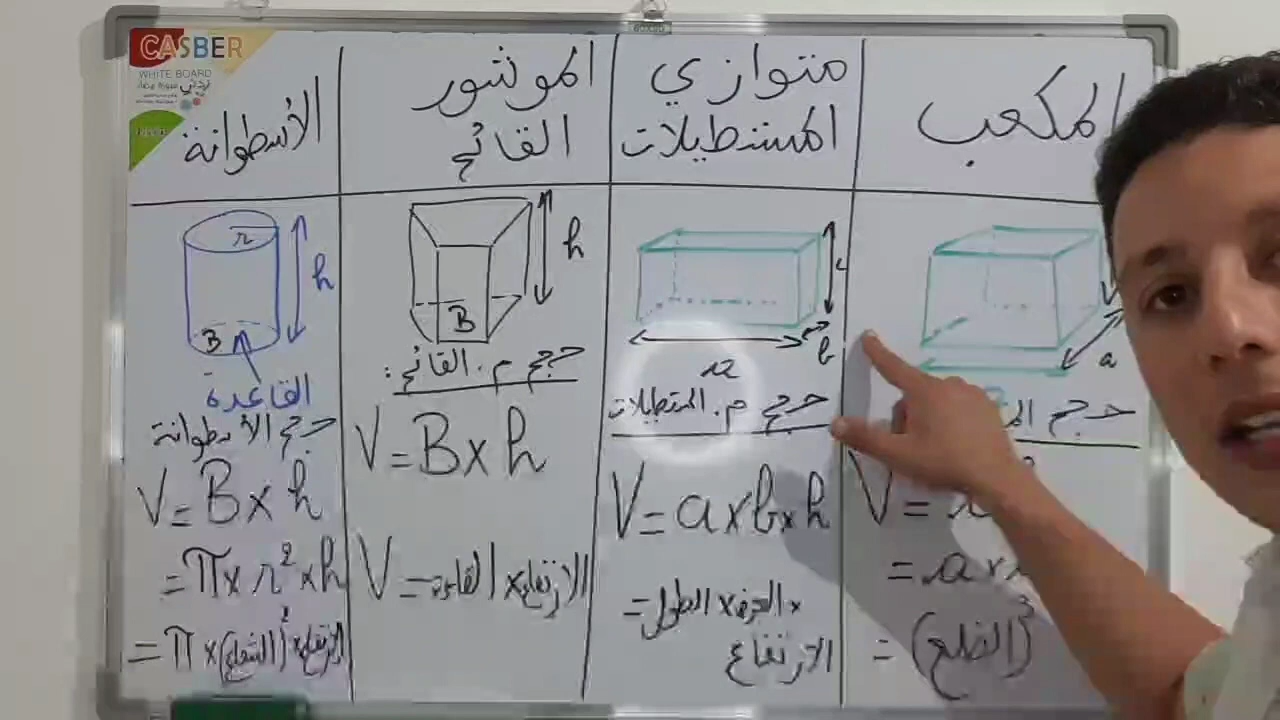 CASBER
WHITE BOARD
المكعب
a
حجم
V=
=
= (الضلع)³
متوازي
المستطيلات
a
b
حجم م. المستطيلات
V = a x b x h
= الطول x العرض x
الارتفاع
الموشور
القائم
h
B
حجم م. القائم :
V = B x h
V = القاعدة x الارتفاع
الأسطوانة
r
h
B
القاعدة
حجم الأسطوانة
V = B x h
= π x r² x h
= π x (الشعاع)² x الارتفاع